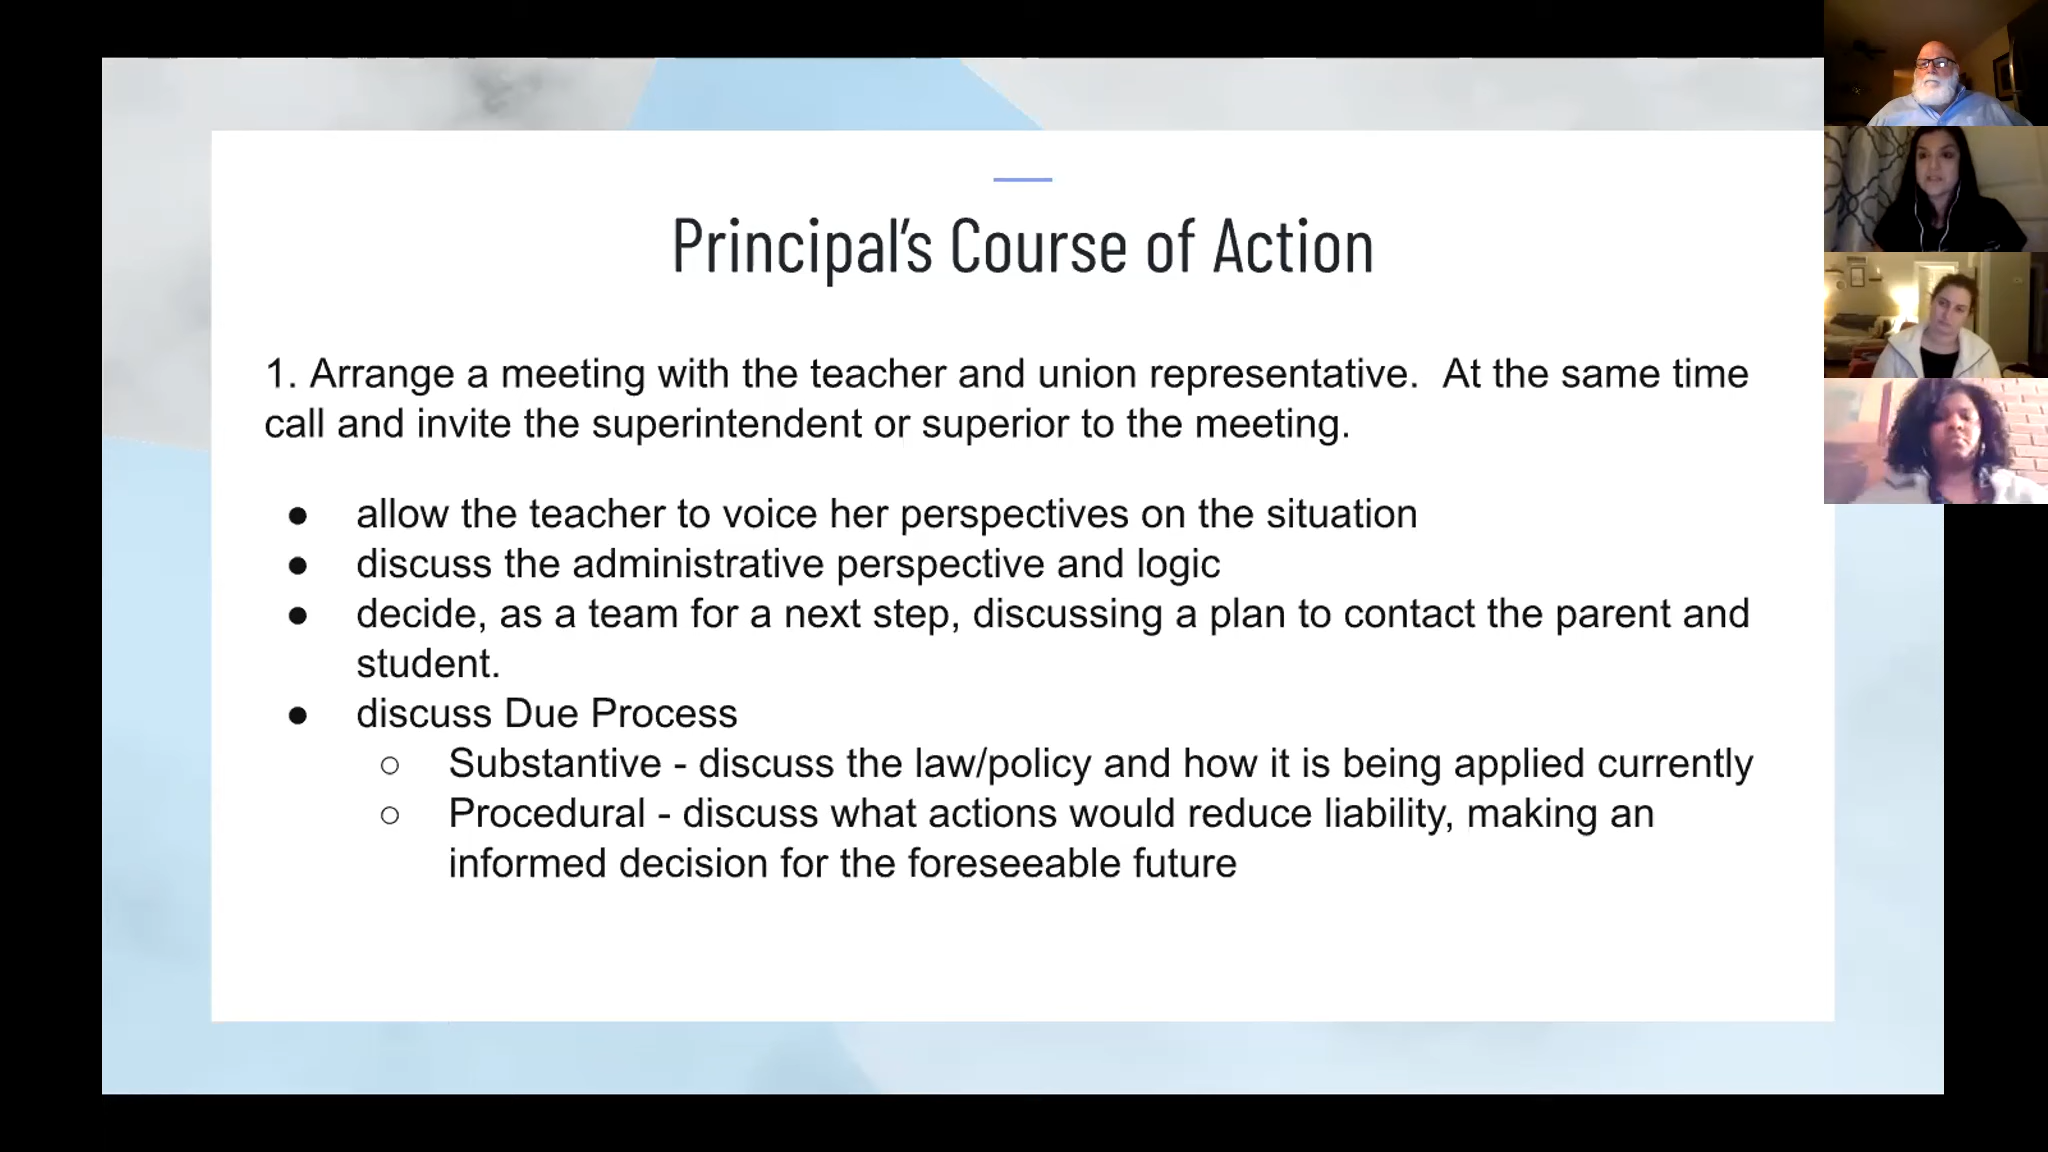 Principal’s Course of Action
1. Arrange a meeting with the teacher and union representative.  At the same time
call and invite the superintendent or superior to the meeting.
● allow the teacher to voice her perspectives on the situation
● discuss the administrative perspective and logic
● decide, as a team for a next step, discussing a plan to contact the parent and
student.
● discuss Due Process
○ Substantive - discuss the law/policy and how it is being applied currently
○ Procedural - discuss what actions would reduce liability, making an
informed decision for the foreseeable future